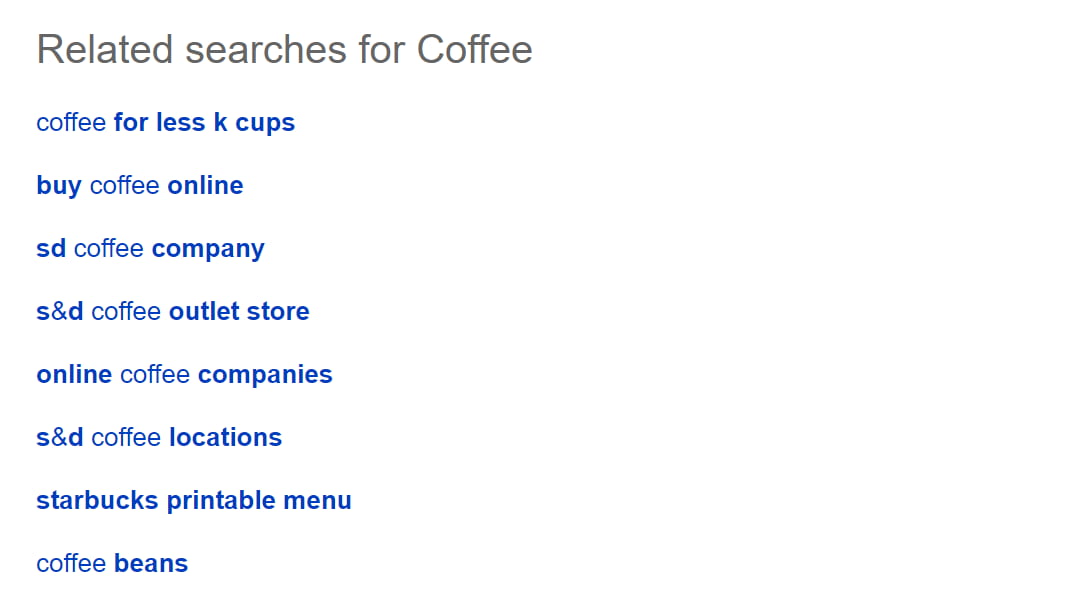 Related searches for Coffee
coffee for less k cups
buy coffee online
sd coffee company
s&d coffee outlet store
online coffee companies
s&d coffee locations
starbucks printable menu
coffee beans